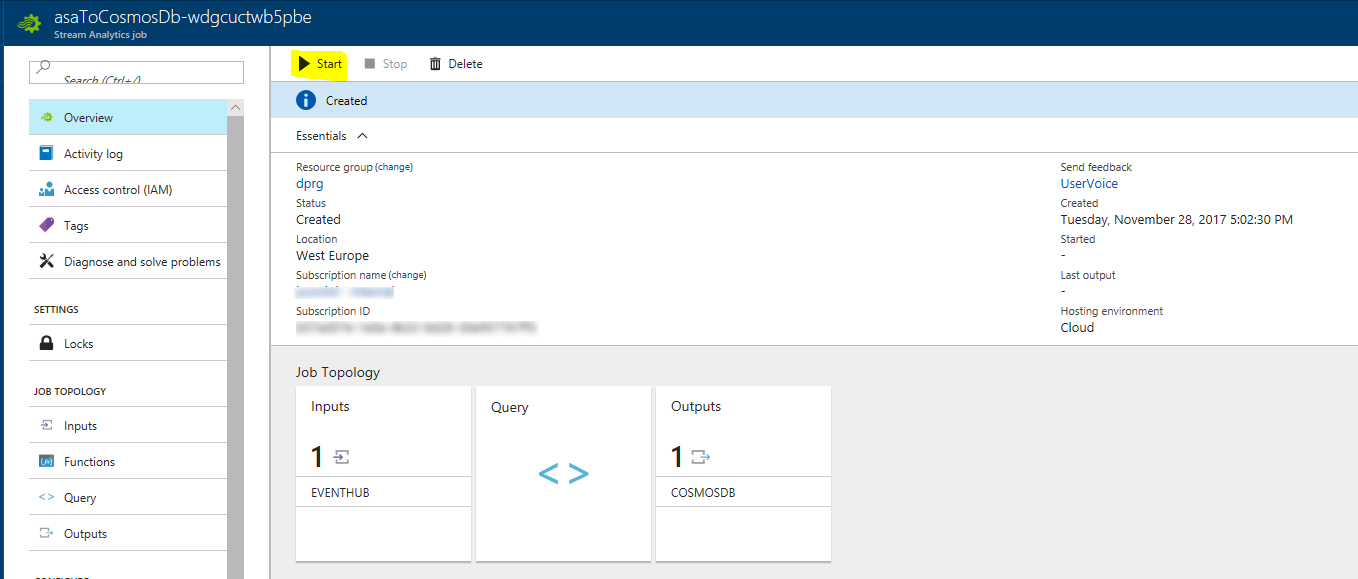 asaToCosmosDb-wdgcuctwb5pbe
Stream Analytics job
Search (Ctrl+/)
Overview
Activity log
Access control (IAM)
Tags
Diagnose and solve problems
SETTINGS
Locks
JOB TOPOLOGY
Inputs
Functions
Query
Outputs
CONFIGURE
Start Stop Delete
Created
Essentials
Resource group (change)
dprg
Status
Created
Location
West Europe
Subscription name (change)
Subscription ID
Send feedback
UserVoice
Created
Tuesday, November 28, 2017 5:02:30 PM
Started
-
Last output
-
Hosting environment
Cloud
Job Topology
Inputs
1
EVENTHUB
Query
< >
Outputs
1
COSMOSDB